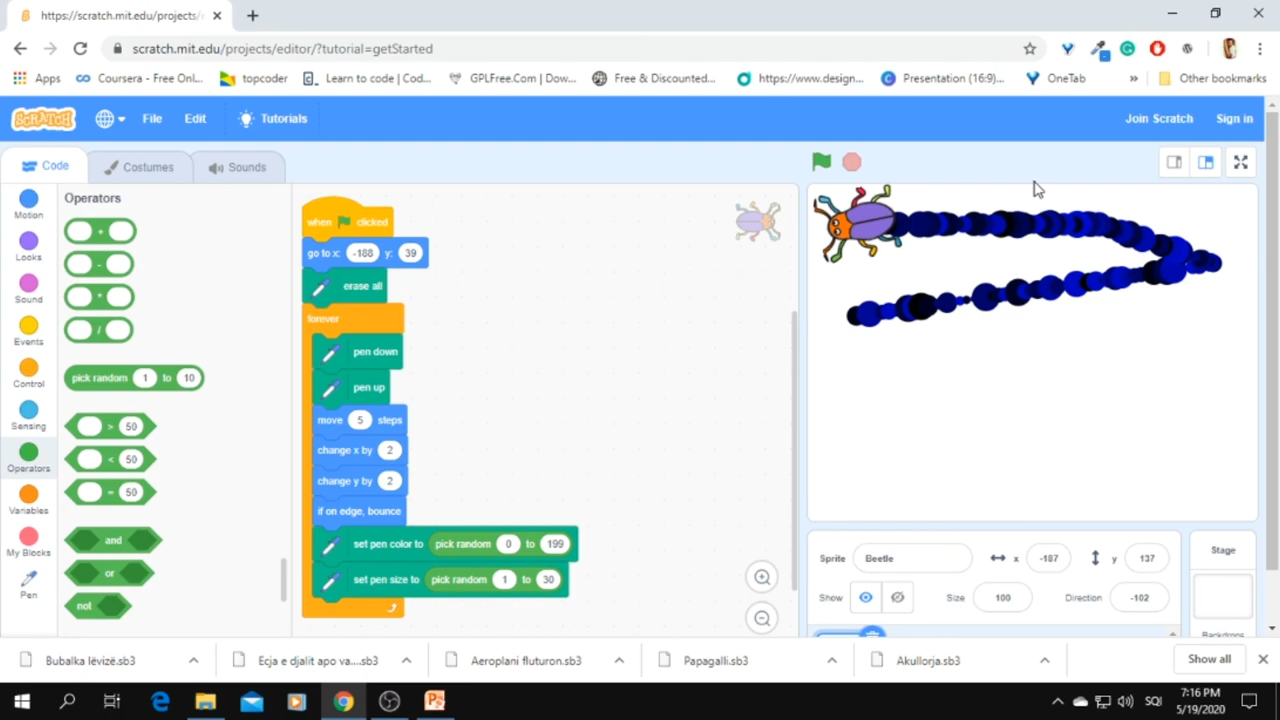 https://scratch.mit.edu/projects/
scratch.mit.edu/projects/editor/?tutorial=getStarted
Apps Coursera - Free Onl... topcoder Learn to code | Cod... GPLFree.Com | Dow... Free & Discounted... https://www.design... Presentation (16:9)... OneTab » Other bookmarks
SCRATCH File Edit Tutorials Join Scratch Sign in
Code Costumes Sounds
Motion
Looks
Sound
Events
Control
Sensing
Operators
Variables
My Blocks
Pen
Operators
+
-
*
/
pick random 1 to 10
> 50
< 50
= 50
and
or
not
when clicked
go to x: -188 y: 39
erase all
forever
pen down
pen up
move 5 steps
change x by 2
change y by 2
if on edge, bounce
set pen color to pick random 0 to 199
set pen size to pick random 1 to 30
Sprite Beetle x -187 y 137
Show Size 100 Direction -102
Stage
Backdrops
Bubalka lëvizë.sb3 Ecja e djalit apo va....sb3 Aeroplani fluturon.sb3 Papagalli.sb3 Akullorja.sb3 Show all
SQI 7:16 PM
5/19/2020